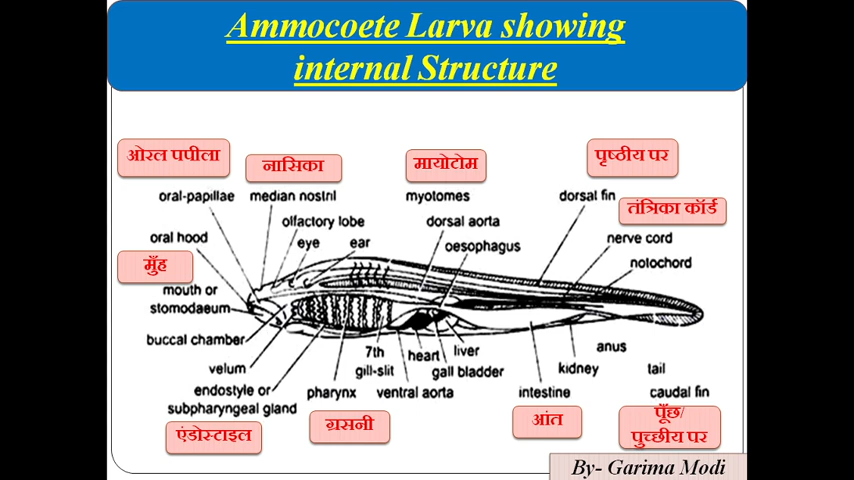 Ammocoete Larva showing
internal Structure
ओरल पपीला
नासिका
मायोटोम
पृष्ठीय पर
oral-papillae
median nostril
myotomes
dorsal fin
तंत्रिका कॉर्ड
olfactory lobe
dorsal aorta
oral hood
eye
ear
oesophagus
nerve cord
मुँह
notochord
mouth or
stomodaeum
buccal chamber
velum
7th
gill-slit
heart
liver
gall bladder
anus
kidney
tail
endostyle or
subpharyngeal gland
pharynx
ventral aorta
intestine
caudal fin
एंडोस्टाइल
ग्रसनी
आंत
पूँछ/
पुच्छीय पर
By- Garima Modi